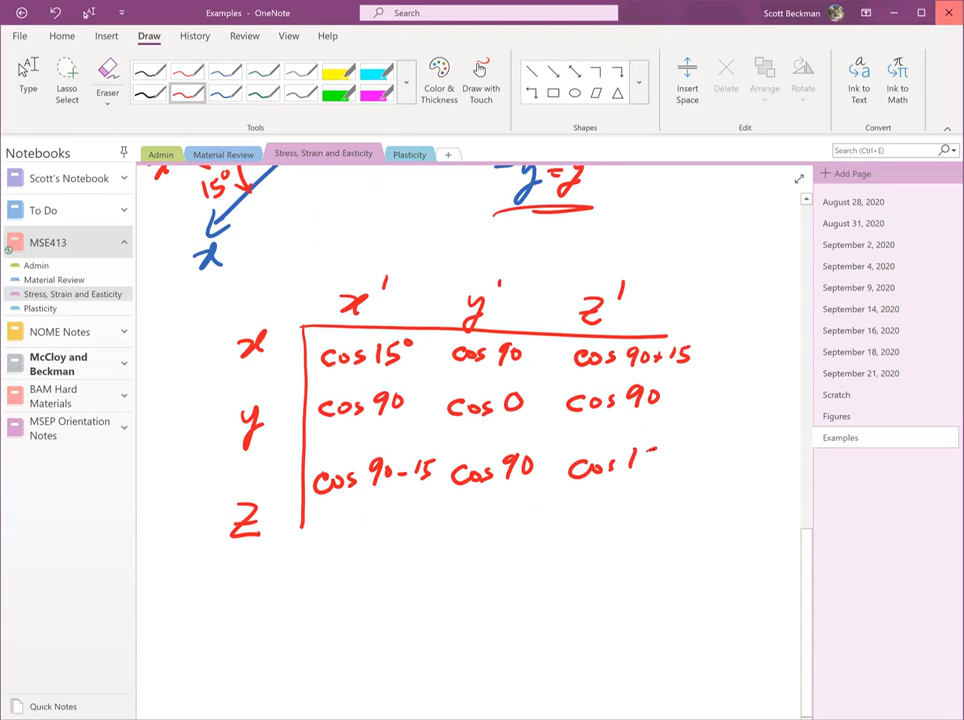 Examples - OneNote
Search
Scott Beckman
File Home Insert Draw History Review View Help
Type
Lasso Select
Eraser
Color & Thickness
Draw with Touch
Insert Space
Delete
Arrange
Rotate
Ink to Text
Ink to Math
Tools Shapes Edit Convert
Notebooks
Admin Material Review Stress, Strain and Easticity Plasticity +
Search (Ctrl+E)
Scott's Notebook
To Do
MSE413
Admin
Material Review
Stress, Strain and Easticity
Plasticity
NOME Notes
McCloy and Beckman
BAM Hard Materials
MSEP Orientation Notes
Quick Notes
15°
x
x' y' z'
x cos 15° cos 90 cos 90+15
y cos 90 cos 0 cos 90
z cos 90-15 cos 90 cos 1
Add Page
August 28, 2020
August 31, 2020
September 2, 2020
September 4, 2020
September 9, 2020
September 14, 2020
September 16, 2020
September 18, 2020
September 21, 2020
Scratch
Figures
Examples